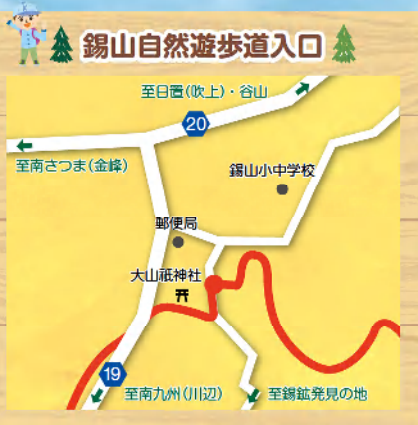 錫山自然遊歩道入口
至日置(吹上)・谷山
20
至南さつま(金峰)
錫山小中学校
郵便局
大山祇神社
19
至南九州(川辺)
至錫鉱発見の地